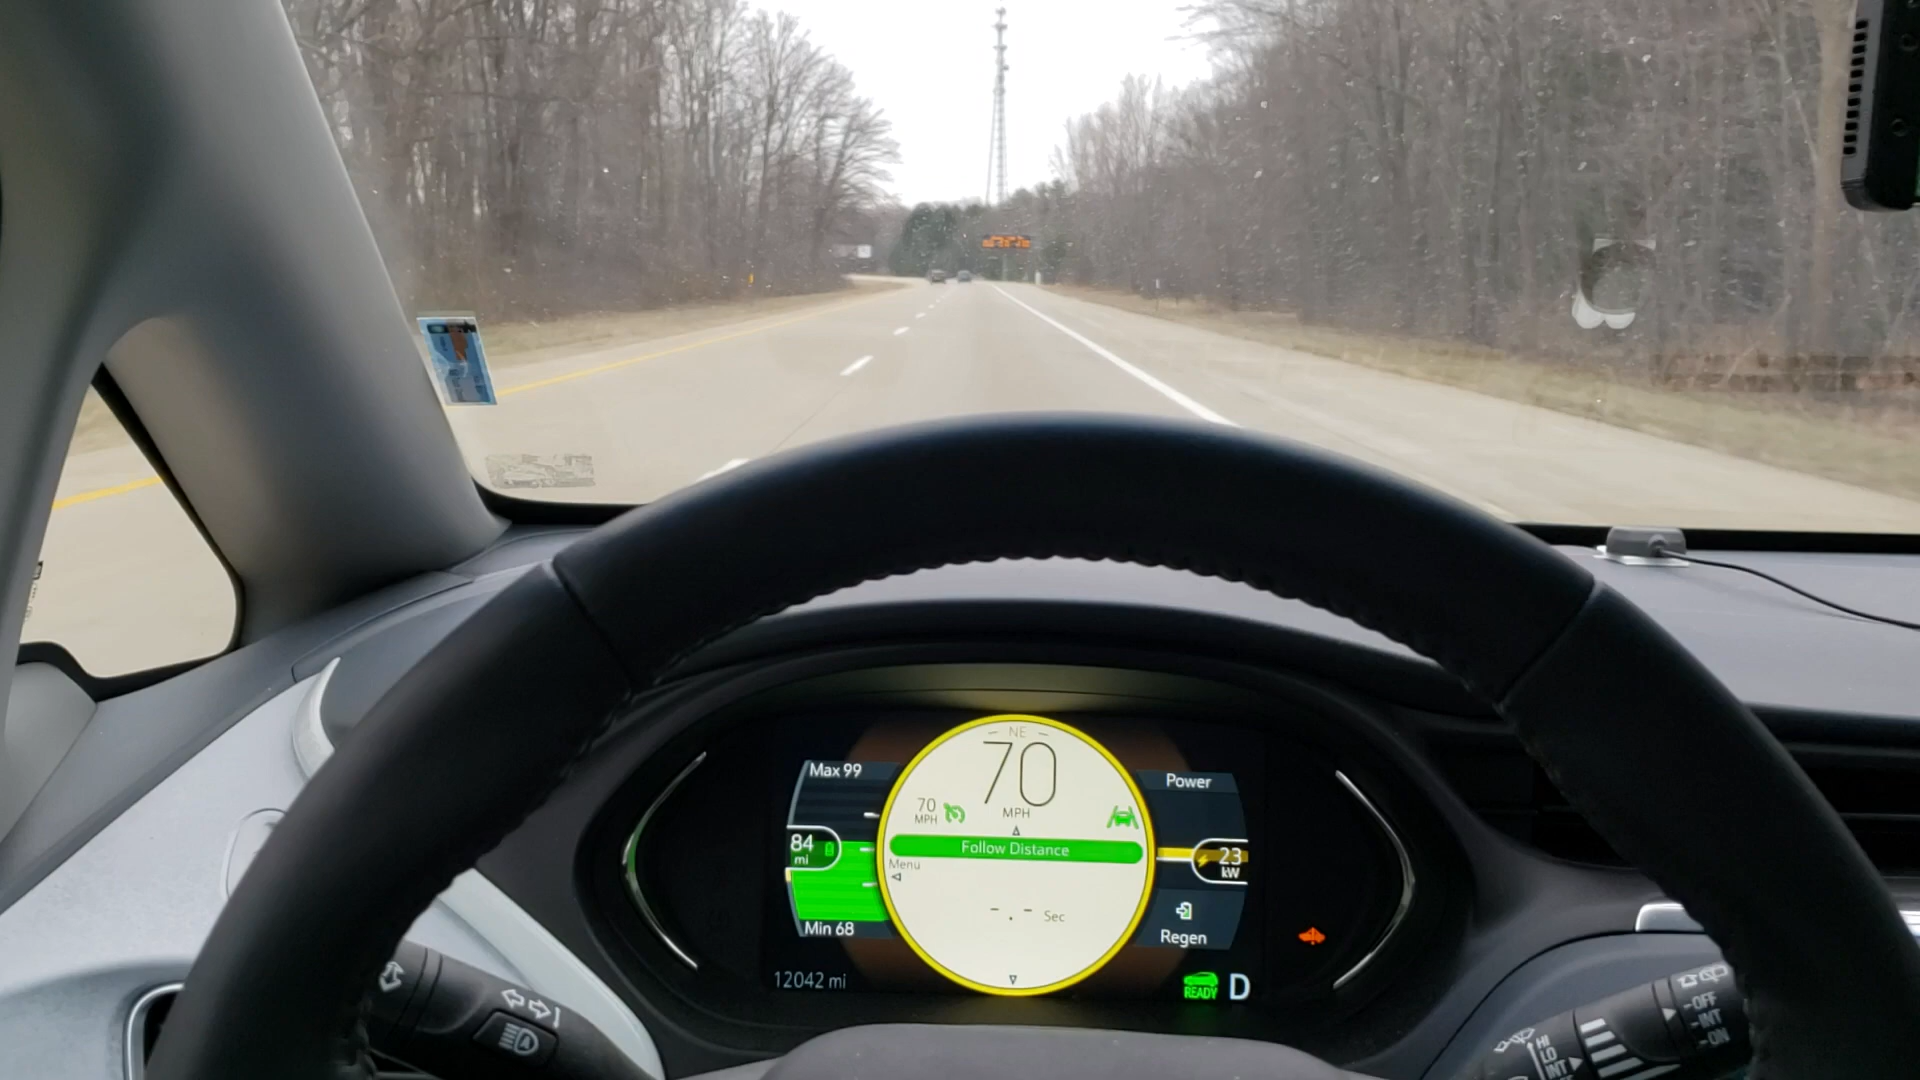 NE
70
MPH
Max 99
70
MPH
Power
84
mi
Follow Distance
23
kW
Menu
- . - Sec
Min 68
Regen
12042 mi
READY
D
OFF
INT
ON
HI
LO
INT